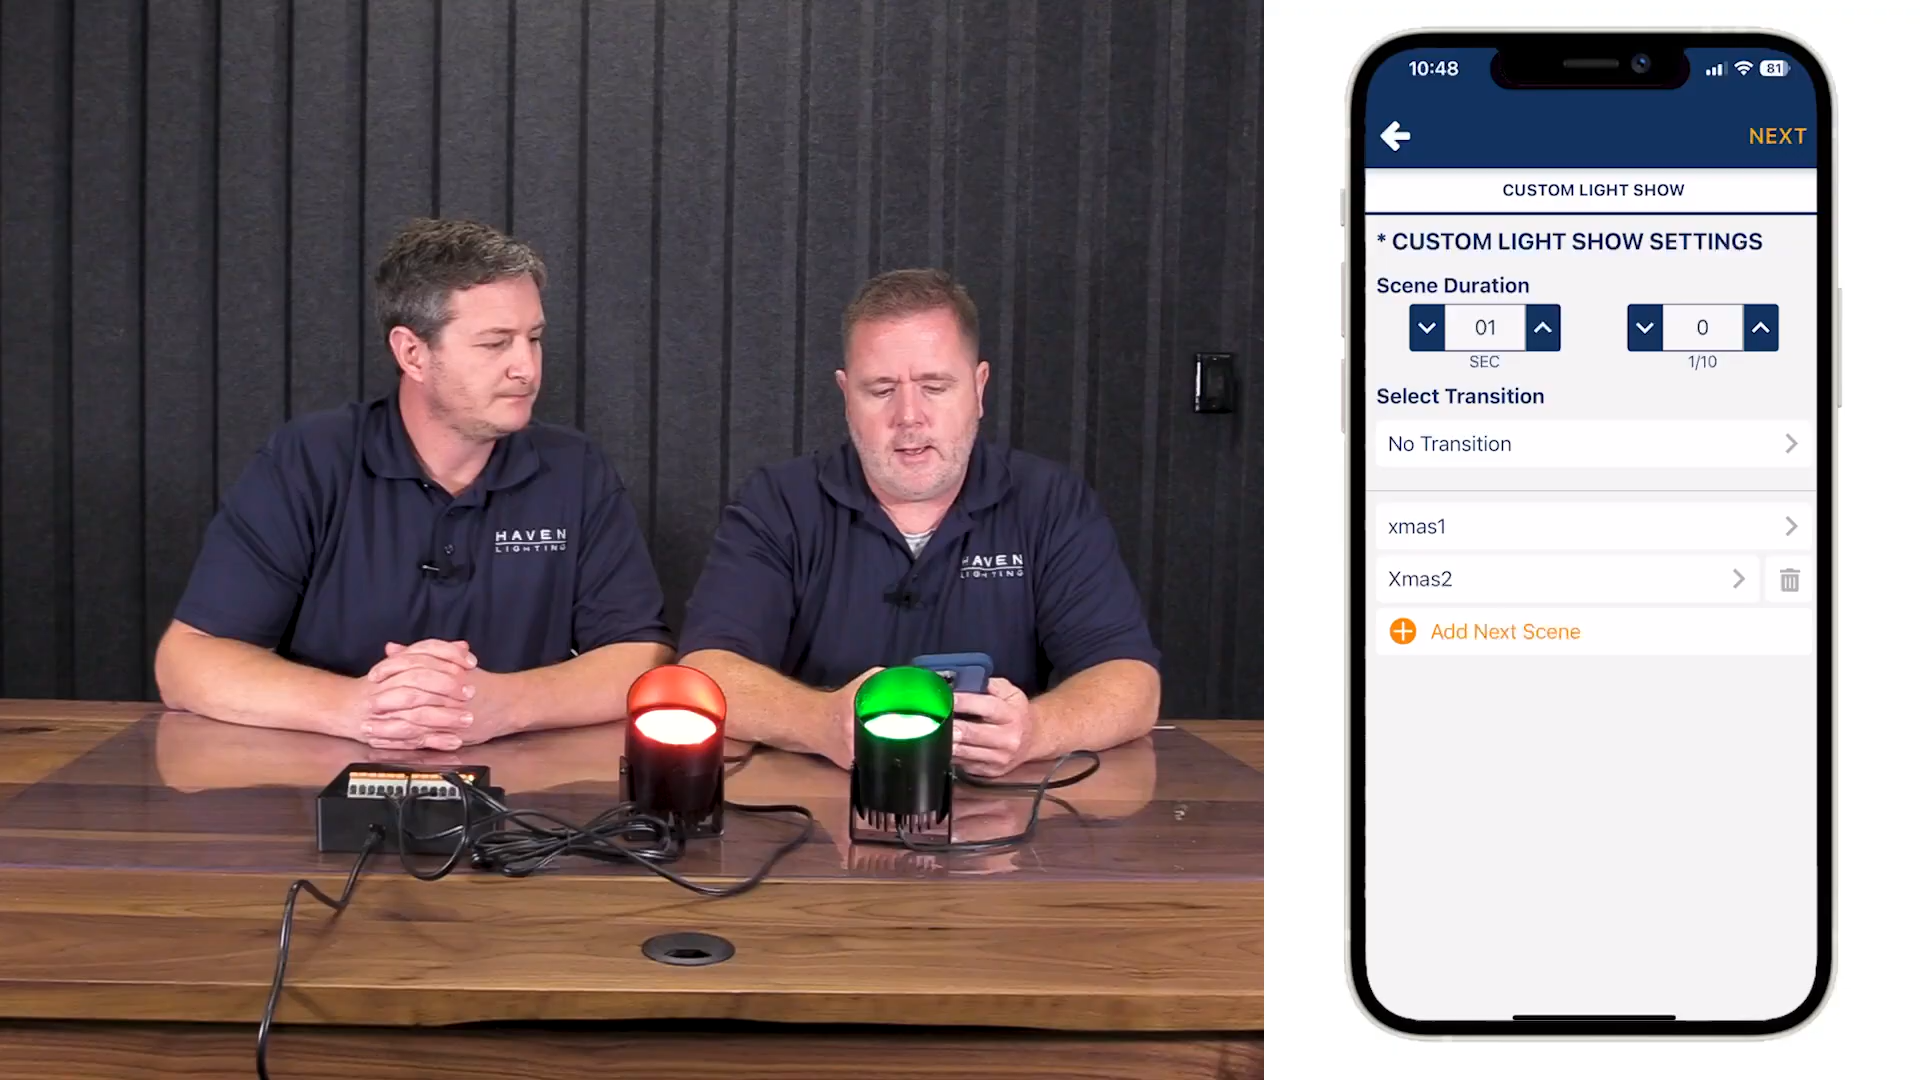 HAVEN
LIGHTING
HAVEN
LIGHTING
10:48
81
NEXT
CUSTOM LIGHT SHOW
* CUSTOM LIGHT SHOW SETTINGS
Scene Duration
01
0
SEC
1/10
Select Transition
No Transition
xmas1
Xmas2
Add Next Scene